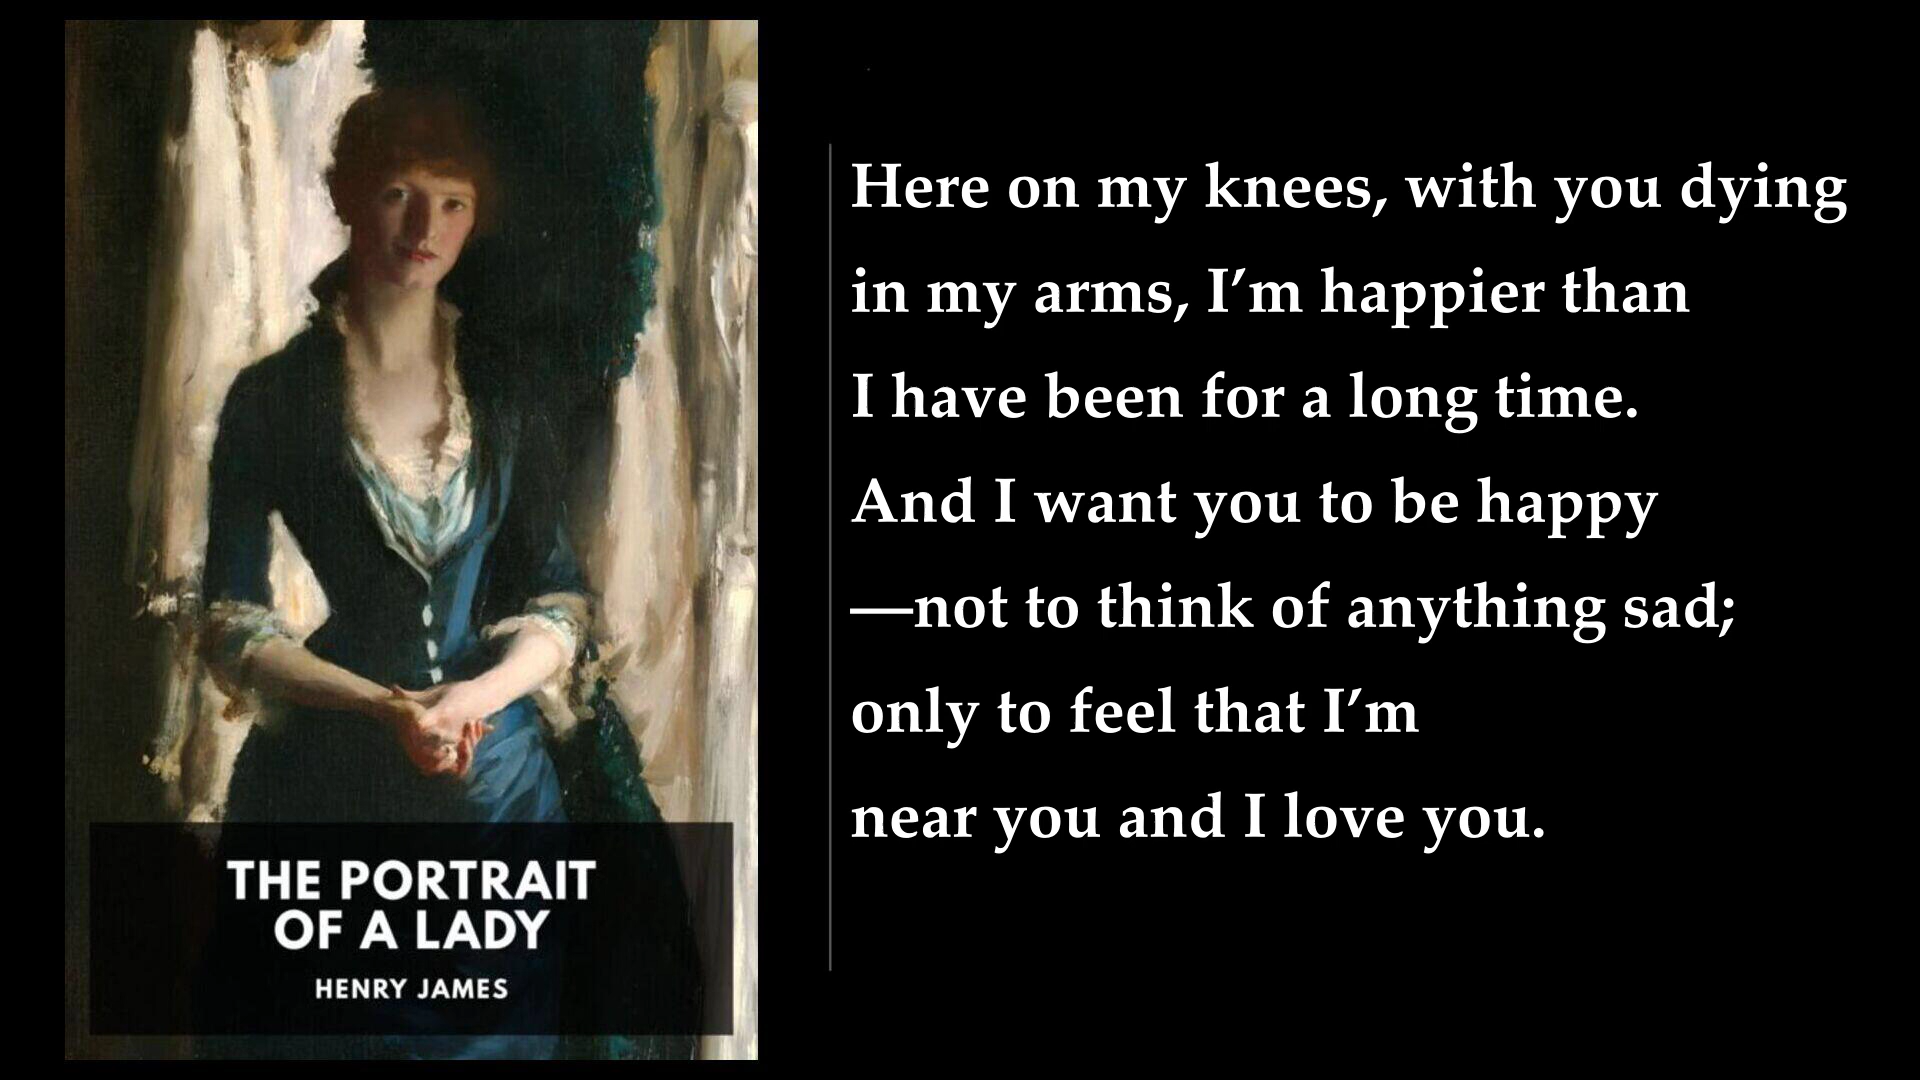 THE PORTRAIT
OF A LADY
HENRY JAMES
Here on my knees, with you dying
in my arms, I’m happier than
I have been for a long time.
And I want you to be happy
—not to think of anything sad;
only to feel that I’m
near you and I love you.